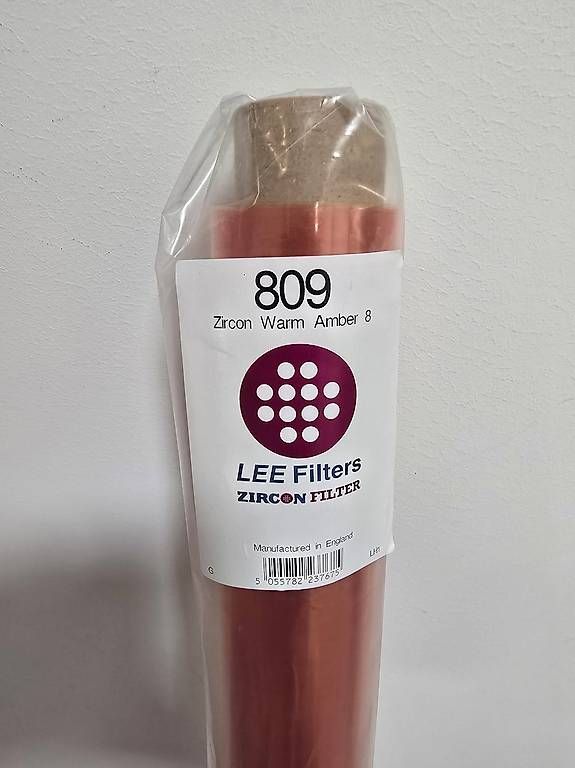 809
Zircon Warm Amber 8
LEE Filters
ZIRCON FILTER
Manufactured in England
G
5 055782 237675